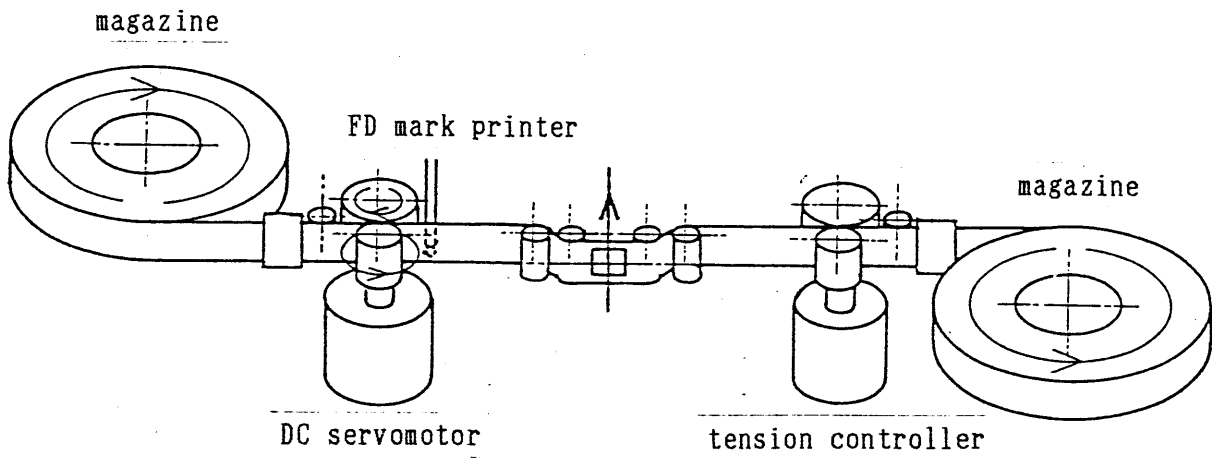 magazine
FD mark printer
magazine
DC servomotor
tension controller